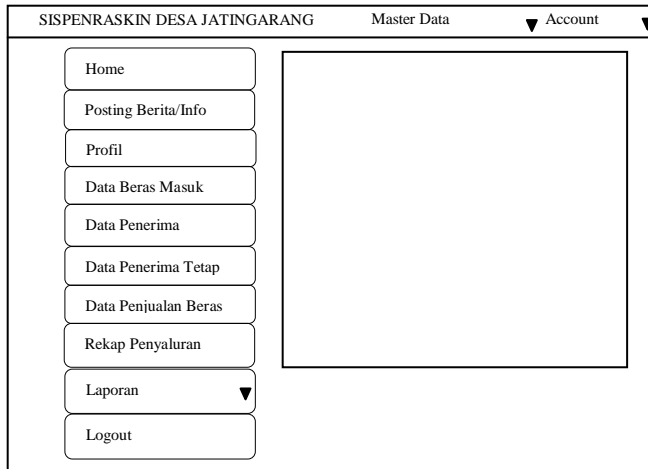 SISPENRASKIN DESA JATINGARANG Master Data Account
Home
Posting Berita/Info
Profil
Data Beras Masuk
Data Penerima
Data Penerima Tetap
Data Penjualan Beras
Rekap Penyaluran
Laporan
Logout